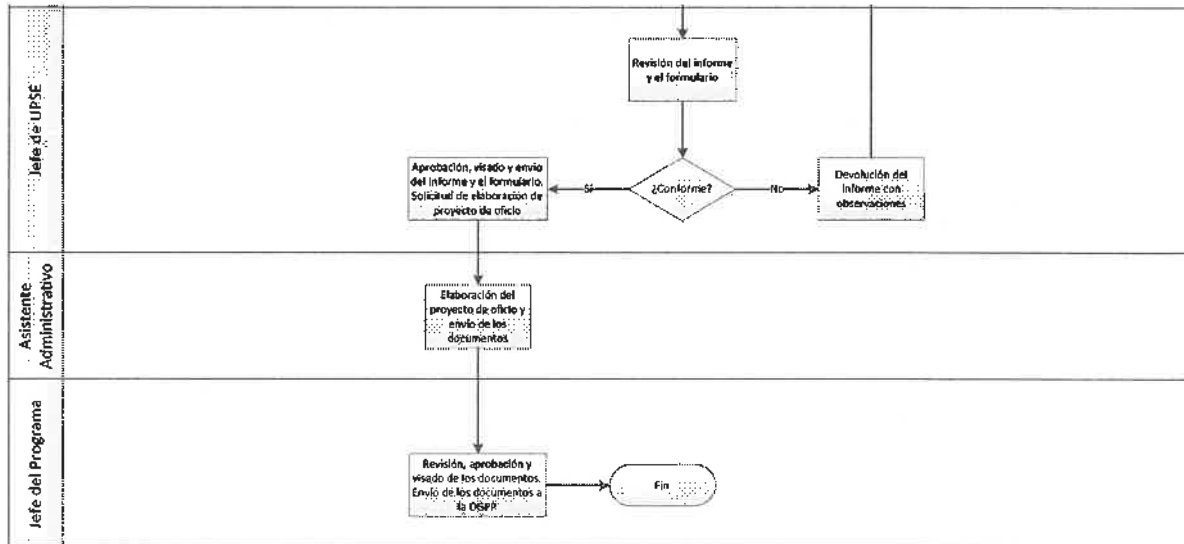 Jefe de UPSE
Revisión del informe
y el formulario
Aprobación, visado y envío
del informe y el formulario.
Solicitud de elaboración de
proyecto de oficio
Sí
¿Conforme?
No
Devolución del
informe con
observaciones
Asistente
Administrativo
Elaboración del
proyecto de oficio y
envío de los
documentos
Jefe del Programa
Revisión, aprobación y
visado de los documentos.
Envío de los documentos a
la
Fin